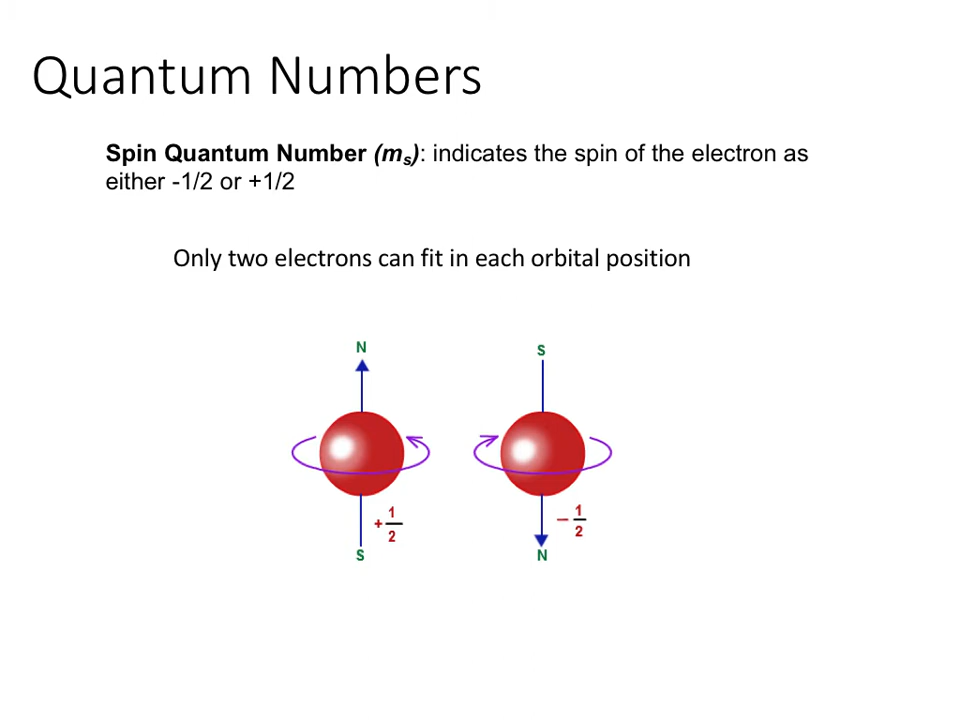 Quantum Numbers
Spin Quantum Number (mₛ): indicates the spin of the electron as
either -1/2 or +1/2
Only two electrons can fit in each orbital position
N S
+ 1/2 − 1/2
S N